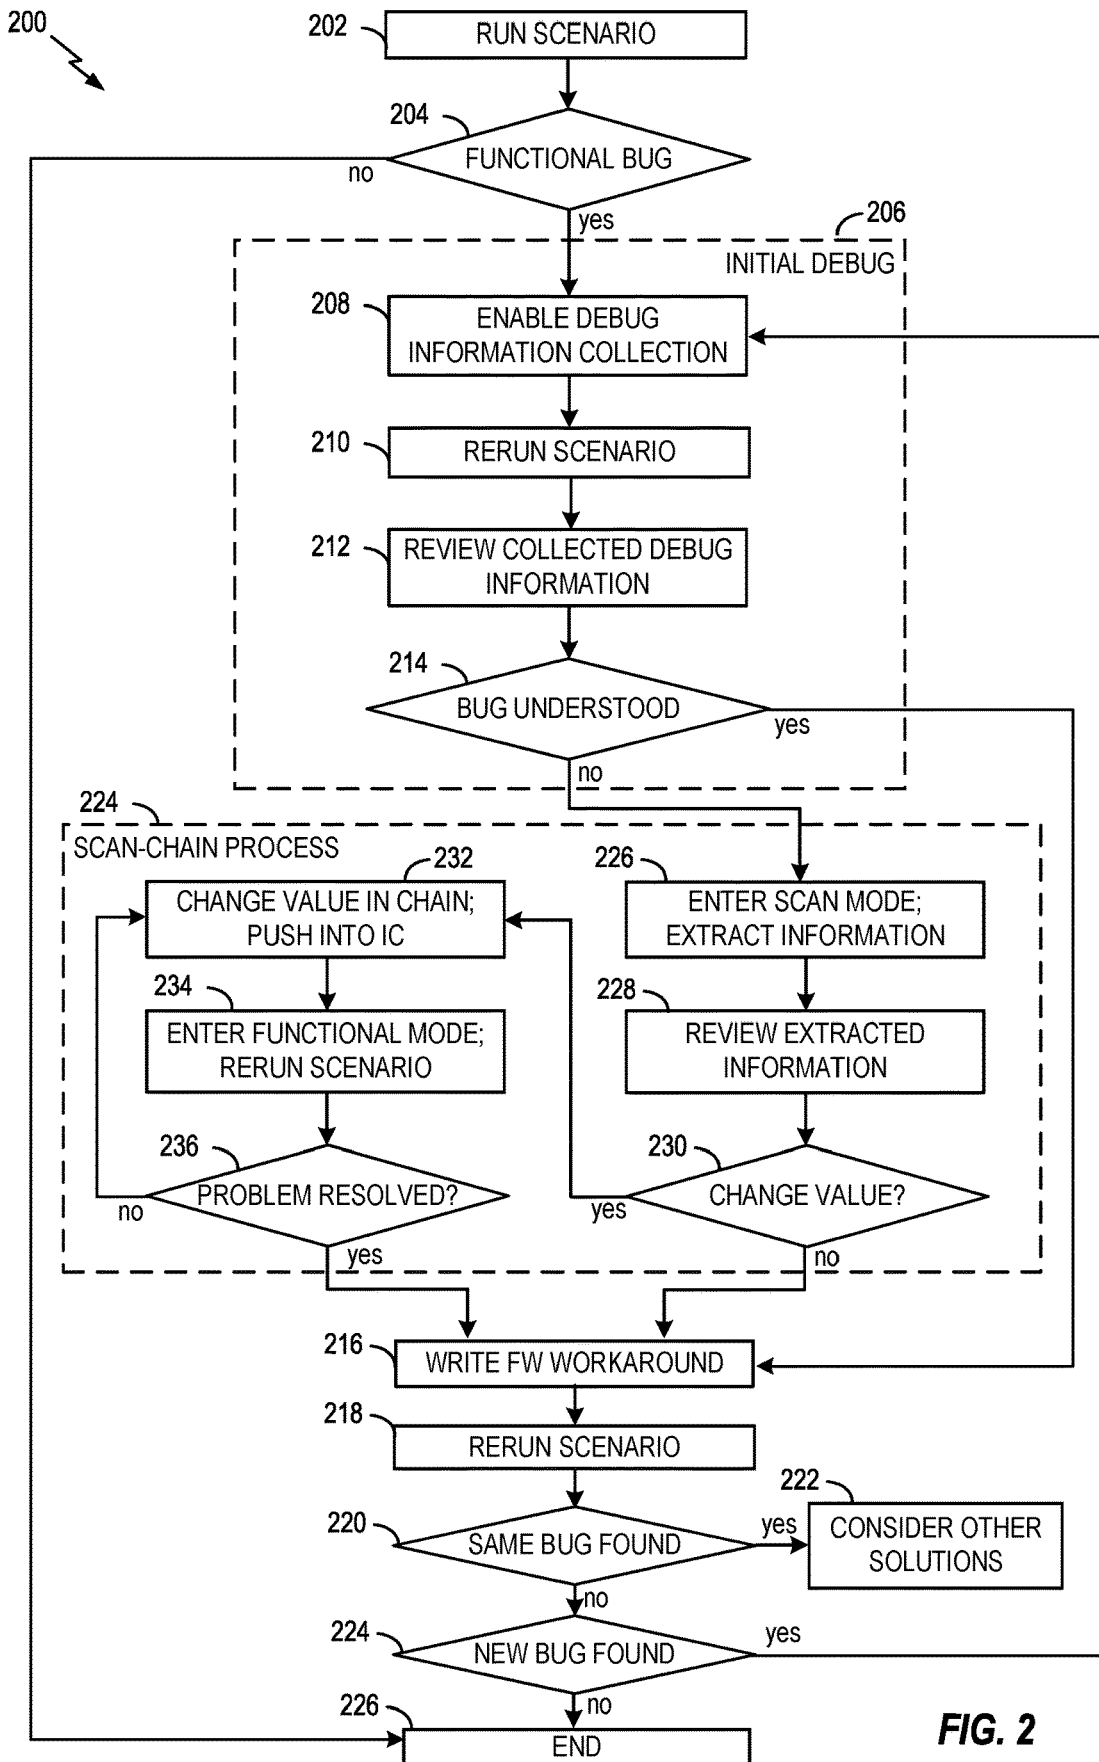 200
202
RUN SCENARIO
204
FUNCTIONAL BUG
no
yes
206
INITIAL DEBUG
208
ENABLE DEBUG
INFORMATION COLLECTION
210
RERUN SCENARIO
212
REVIEW COLLECTED DEBUG
INFORMATION
214
BUG UNDERSTOOD
yes
no
224
SCAN-CHAIN PROCESS
232
CHANGE VALUE IN CHAIN;
PUSH INTO IC
226
ENTER SCAN MODE;
EXTRACT INFORMATION
234
ENTER FUNCTIONAL MODE;
RERUN SCENARIO
228
REVIEW EXTRACTED
INFORMATION
236
PROBLEM RESOLVED?
no
yes
230
CHANGE VALUE?
yes
no
216
WRITE FW WORKAROUND
218
RERUN SCENARIO
220
SAME BUG FOUND
yes
222
CONSIDER OTHER
SOLUTIONS
no
224
NEW BUG FOUND
yes
no
226
END
FIG. 2